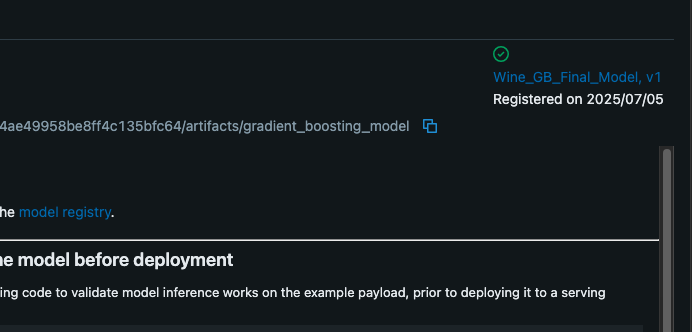 Wine_GB_Final_Model, v1
Registered on 2025/07/05
4ae49958be8ff4c135bfc64/artifacts/gradient_boosting_model
he model registry.
ne model before deployment
ing code to validate model inference works on the example payload, prior to deploying it to a serving